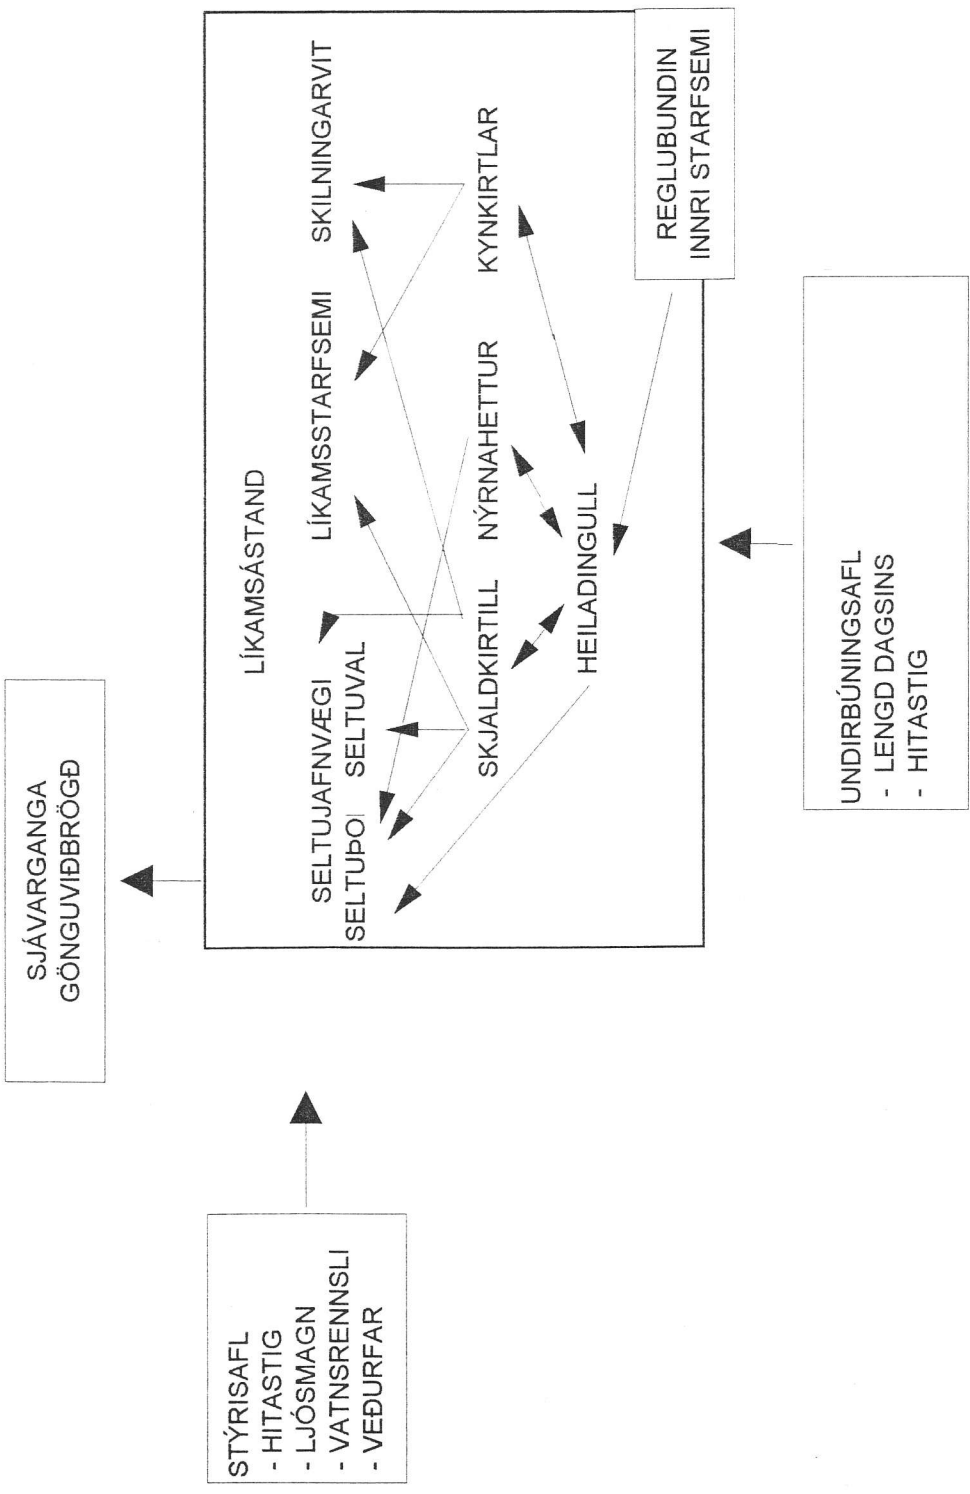 SJÁVARGANGA
GÖNGUVIÐBRÖGÐ
STÝRISAFL
- HITASTIG
- LJÓSMAGN
- VATNSRENNSLI
- VEÐURFAR
LÍKAMSÁSTAND
SELTUJAFNVÆGI
SELTUÞOL SELTUVAL
LÍKAMSSTARFSEMI
SKILNINGARVIT
SKJALDKIRTILL
NÝRNAHETTUR
KYNKIRTLAR
HEILADINGULL
REGLUBUNDIN
INNRI STARFSEMI
UNDIRBÚNINGSAFL
- LENGD DAGSINS
- HITASTIG